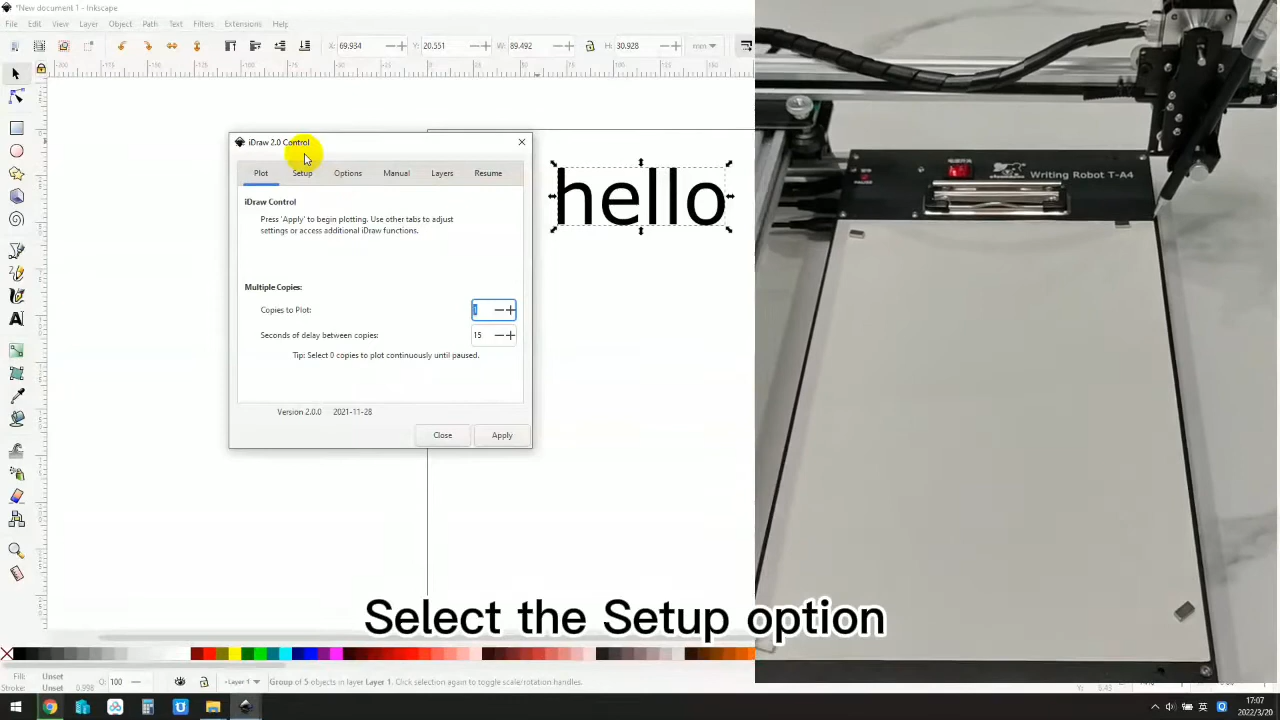 *New document 1 - Inkscape
File Edit View Layer Object Path Text Filters Extensions Help
X: 69.934 Y: 20.551 W: 89.492 H: 30.928 mm
iDraw 2.0 Control
Plot Setup Options Manual Layers Resume
iDraw Control
Press 'Apply' to begin plotting. Use other tabs to adjust
settings or access additional iDraw functions.
Multiple Copies:
Copies to Plot: 1
Seconds of delay between copies: 15
Tip: Select 0 copies to plot continuously until paused.
Version 2.0.0 2021-11-28
Close Apply
hello
Writing Robot T-A4
PAUSE
Select the Setup option
Fill: Unset
Stroke: Unset 0.998
O: 100
Layer 1
Group of 5 objects in layer Layer 1. Click selection again to toggle scale/rotation handles.
17:07
英
2022/3/20